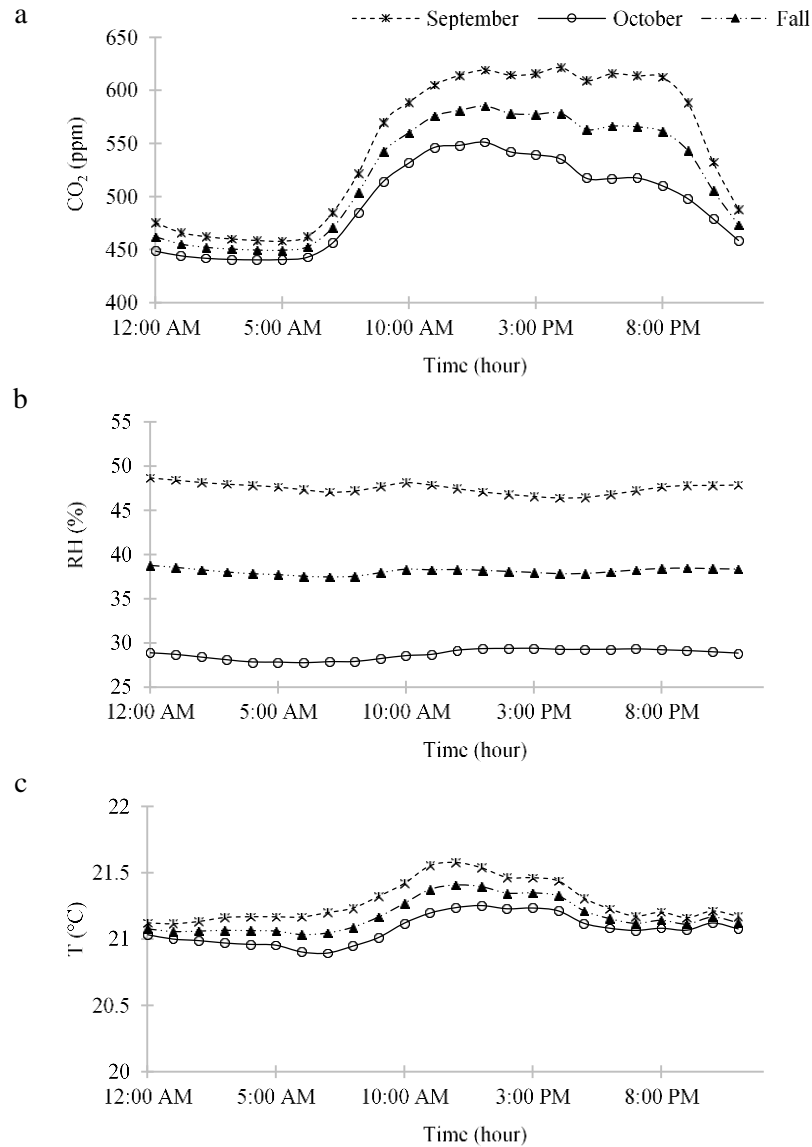 a
September October Fall
650
600
550
500
450
400
CO₂ (ppm)
12:00 AM 5:00 AM 10:00 AM 3:00 PM 8:00 PM
Time (hour)
b
55
50
45
40
35
30
25
RH (%)
12:00 AM 5:00 AM 10:00 AM 3:00 PM 8:00 PM
Time (hour)
c
22
21.5
21
20.5
20
T (°C)
12:00 AM 5:00 AM 10:00 AM 3:00 PM 8:00 PM
Time (hour)